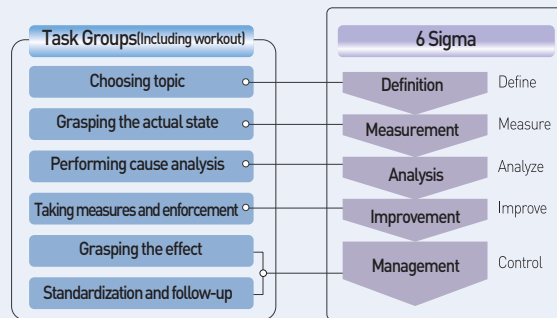 Task Groups(Including workout)
Choosing topic
Grasping the actual state
Performing cause analysis
Taking measures and enforcement
Grasping the effect
Standardization and follow-up
6 Sigma
Definition Define
Measurement Measure
Analysis Analyze
Improvement Improve
Management Control